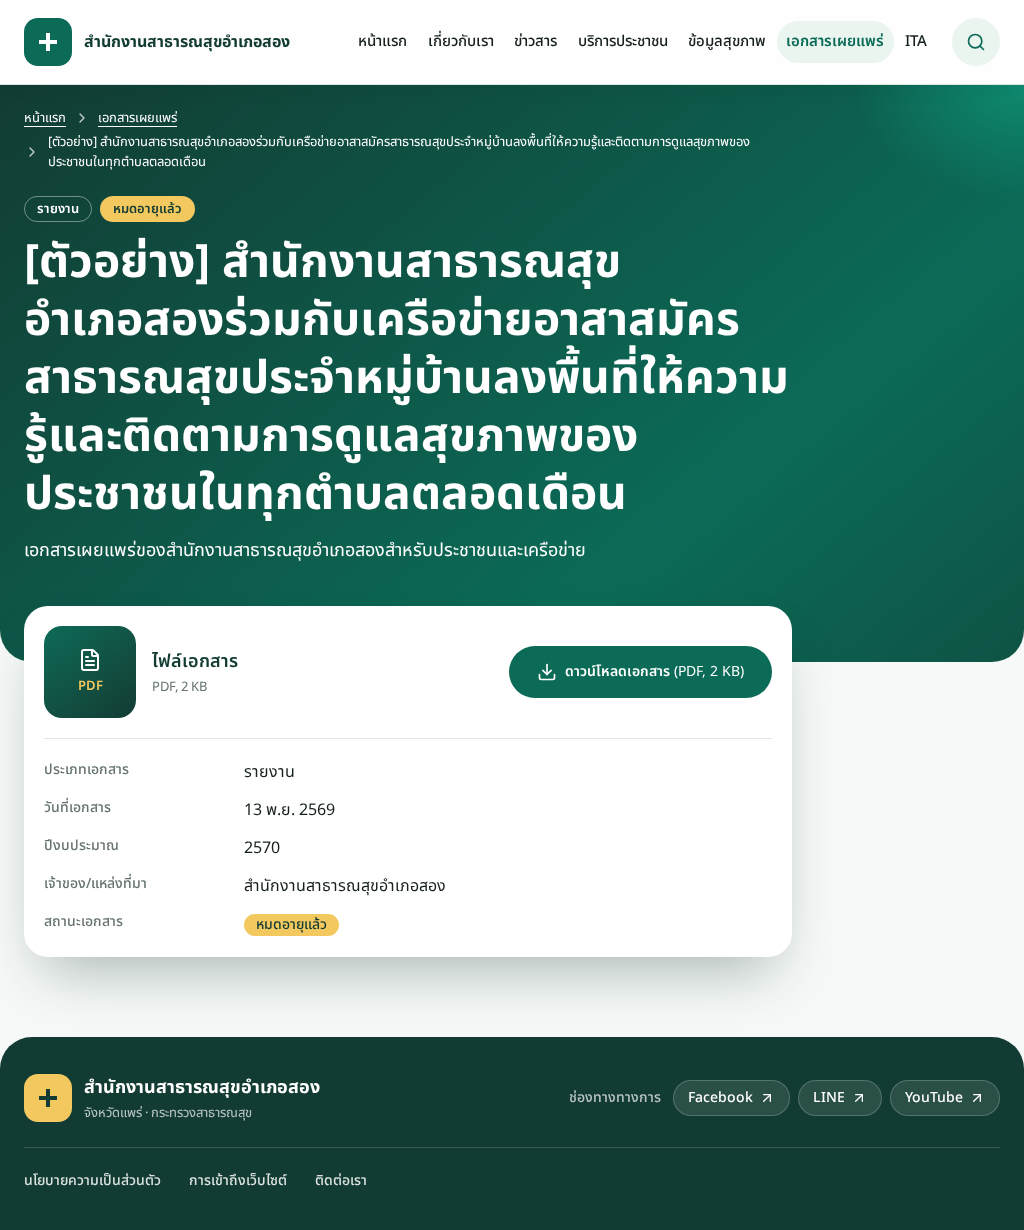 สำนักงานสาธารณสุขอำเภอสอง
หน้าแรก เกี่ยวกับเรา ข่าวสาร บริการประชาชน ข้อมูลสุขภาพ เอกสารเผยแพร่ ITA
หน้าแรก > เอกสารเผยแพร่
> [ตัวอย่าง] สำนักงานสาธารณสุขอำเภอสองร่วมกับเครือข่ายอาสาสมัครสาธารณสุขประจำหมู่บ้านลงพื้นที่ให้ความรู้และติดตามการดูแลสุขภาพของ
ประชาชนในทุกตำบลตลอดเดือน
รายงาน หมดอายุแล้ว
[ตัวอย่าง] สำนักงานสาธารณสุข
อำเภอสองร่วมกับเครือข่ายอาสาสมัคร
สาธารณสุขประจำหมู่บ้านลงพื้นที่ให้ความ
รู้และติดตามการดูแลสุขภาพของ
ประชาชนในทุกตำบลตลอดเดือน
เอกสารเผยแพร่ของสำนักงานสาธารณสุขอำเภอสองสำหรับประชาชนและเครือข่าย
PDF
ไฟล์เอกสาร
PDF, 2 KB
ดาวน์โหลดเอกสาร (PDF, 2 KB)
ประเภทเอกสาร รายงาน
วันที่เอกสาร 13 พ.ย. 2569
ปีงบประมาณ 2570
เจ้าของ/แหล่งที่มา สำนักงานสาธารณสุขอำเภอสอง
สถานะเอกสาร หมดอายุแล้ว
สำนักงานสาธารณสุขอำเภอสอง
จังหวัดแพร่ · กระทรวงสาธารณสุข
ช่องทางทางการ Facebook LINE YouTube
นโยบายความเป็นส่วนตัว การเข้าถึงเว็บไซต์ ติดต่อเรา